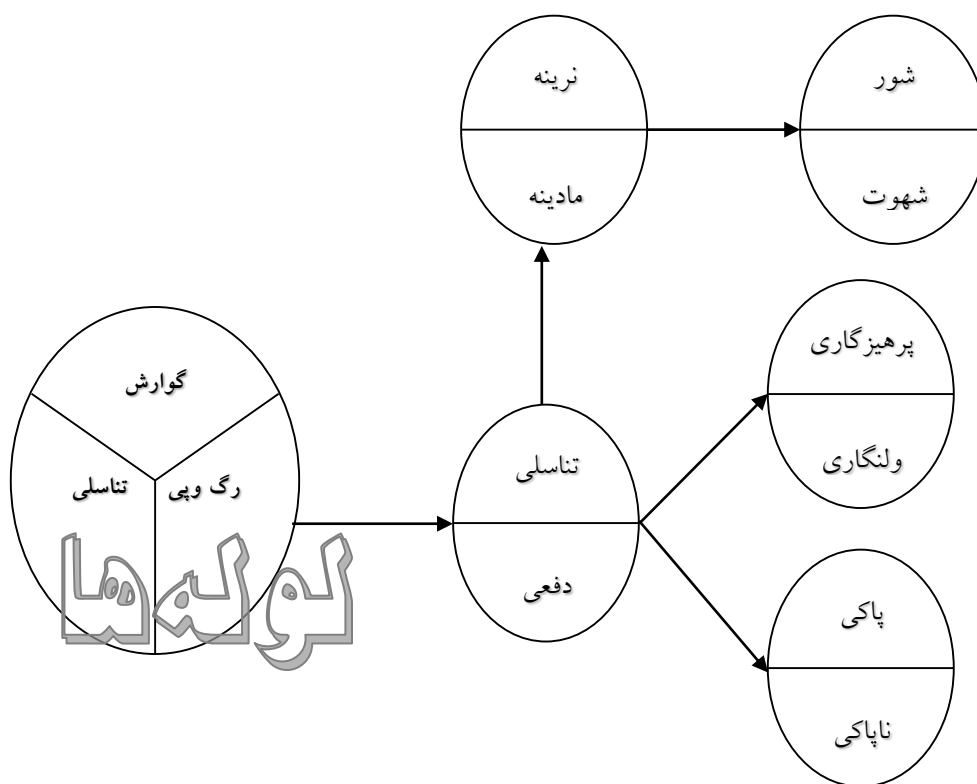 نرینه
مادینه
شور
شهوت
پرهیزگاری
ولنگاری
گوارش
رگ وپی
تناسلی
تناسلی
دفعی
لوله‌ها
پاکی
ناپاکی